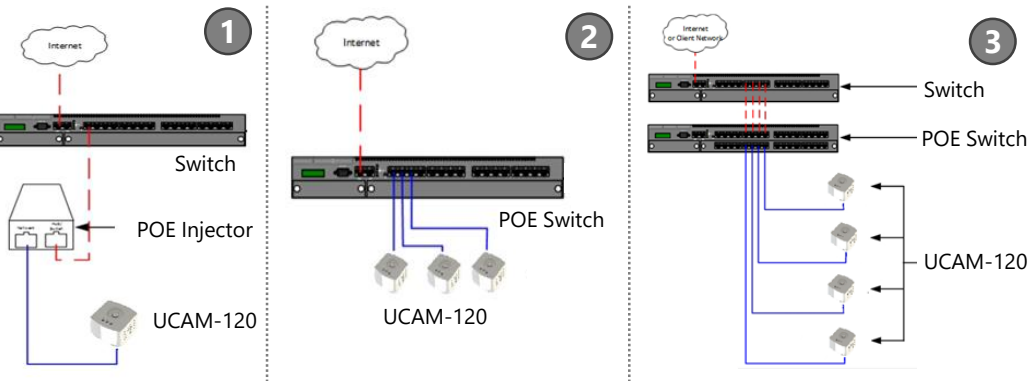 1
Internet
Switch
POE Injector
UCAM-120
2
Internet
POE Switch
UCAM-120
3
Internet
or Client Network
Switch
POE Switch
UCAM-120